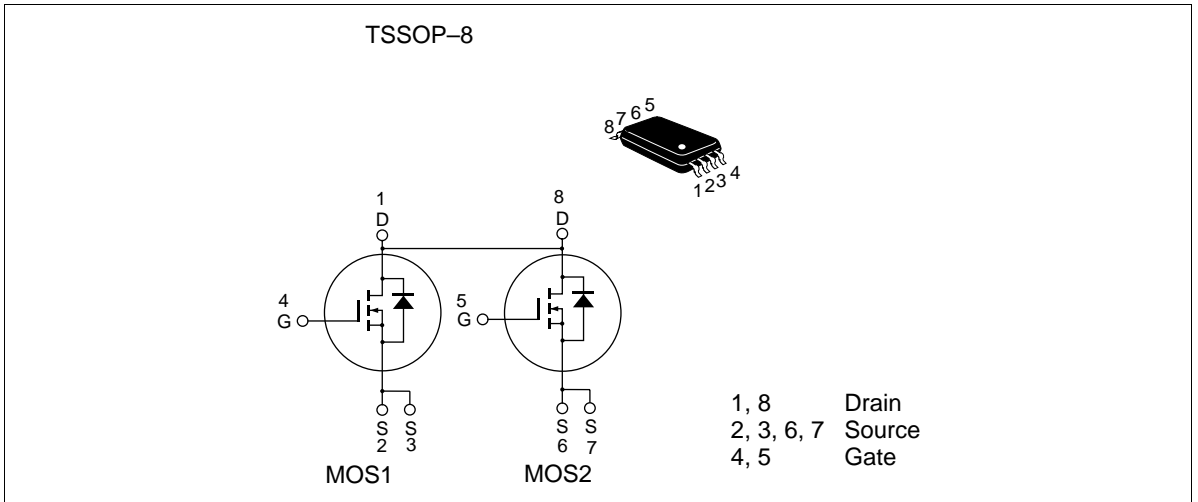 TSSOP–8
8 7 6 5
1 2 3 4
1
D
8
D
4
G
5
G
S S
2 3
S S
6 7
MOS1
MOS2
1, 8 Drain
2, 3, 6, 7 Source
4, 5 Gate